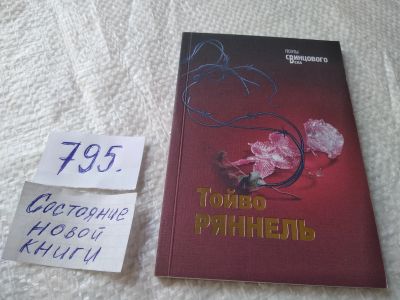 поэты
свинцового
века
Тойво
РЯННЕЛЬ
795.
Состояние
новой
книги